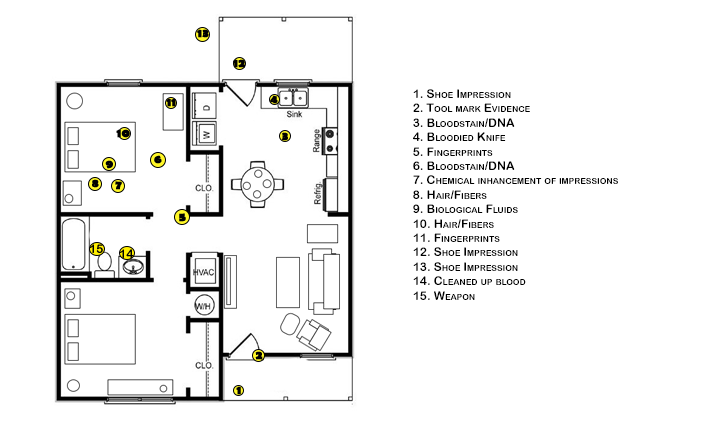 13
12
11
10
9
8
7
6
D
W
CLO.
4
Sink
3
Range
Refrig.
5
15
14
HVAC
W/H
CLO.
2
1
1. Shoe Impression
2. Tool mark Evidence
3. Bloodstain/DNA
4. Bloodied Knife
5. Fingerprints
6. Bloodstain/DNA
7. Chemical inhancement of impressions
8. Hair/Fibers
9. Biological Fluids
10. Hair/Fibers
11. Fingerprints
12. Shoe Impression
13. Shoe Impression
14. Cleaned up blood
15. Weapon